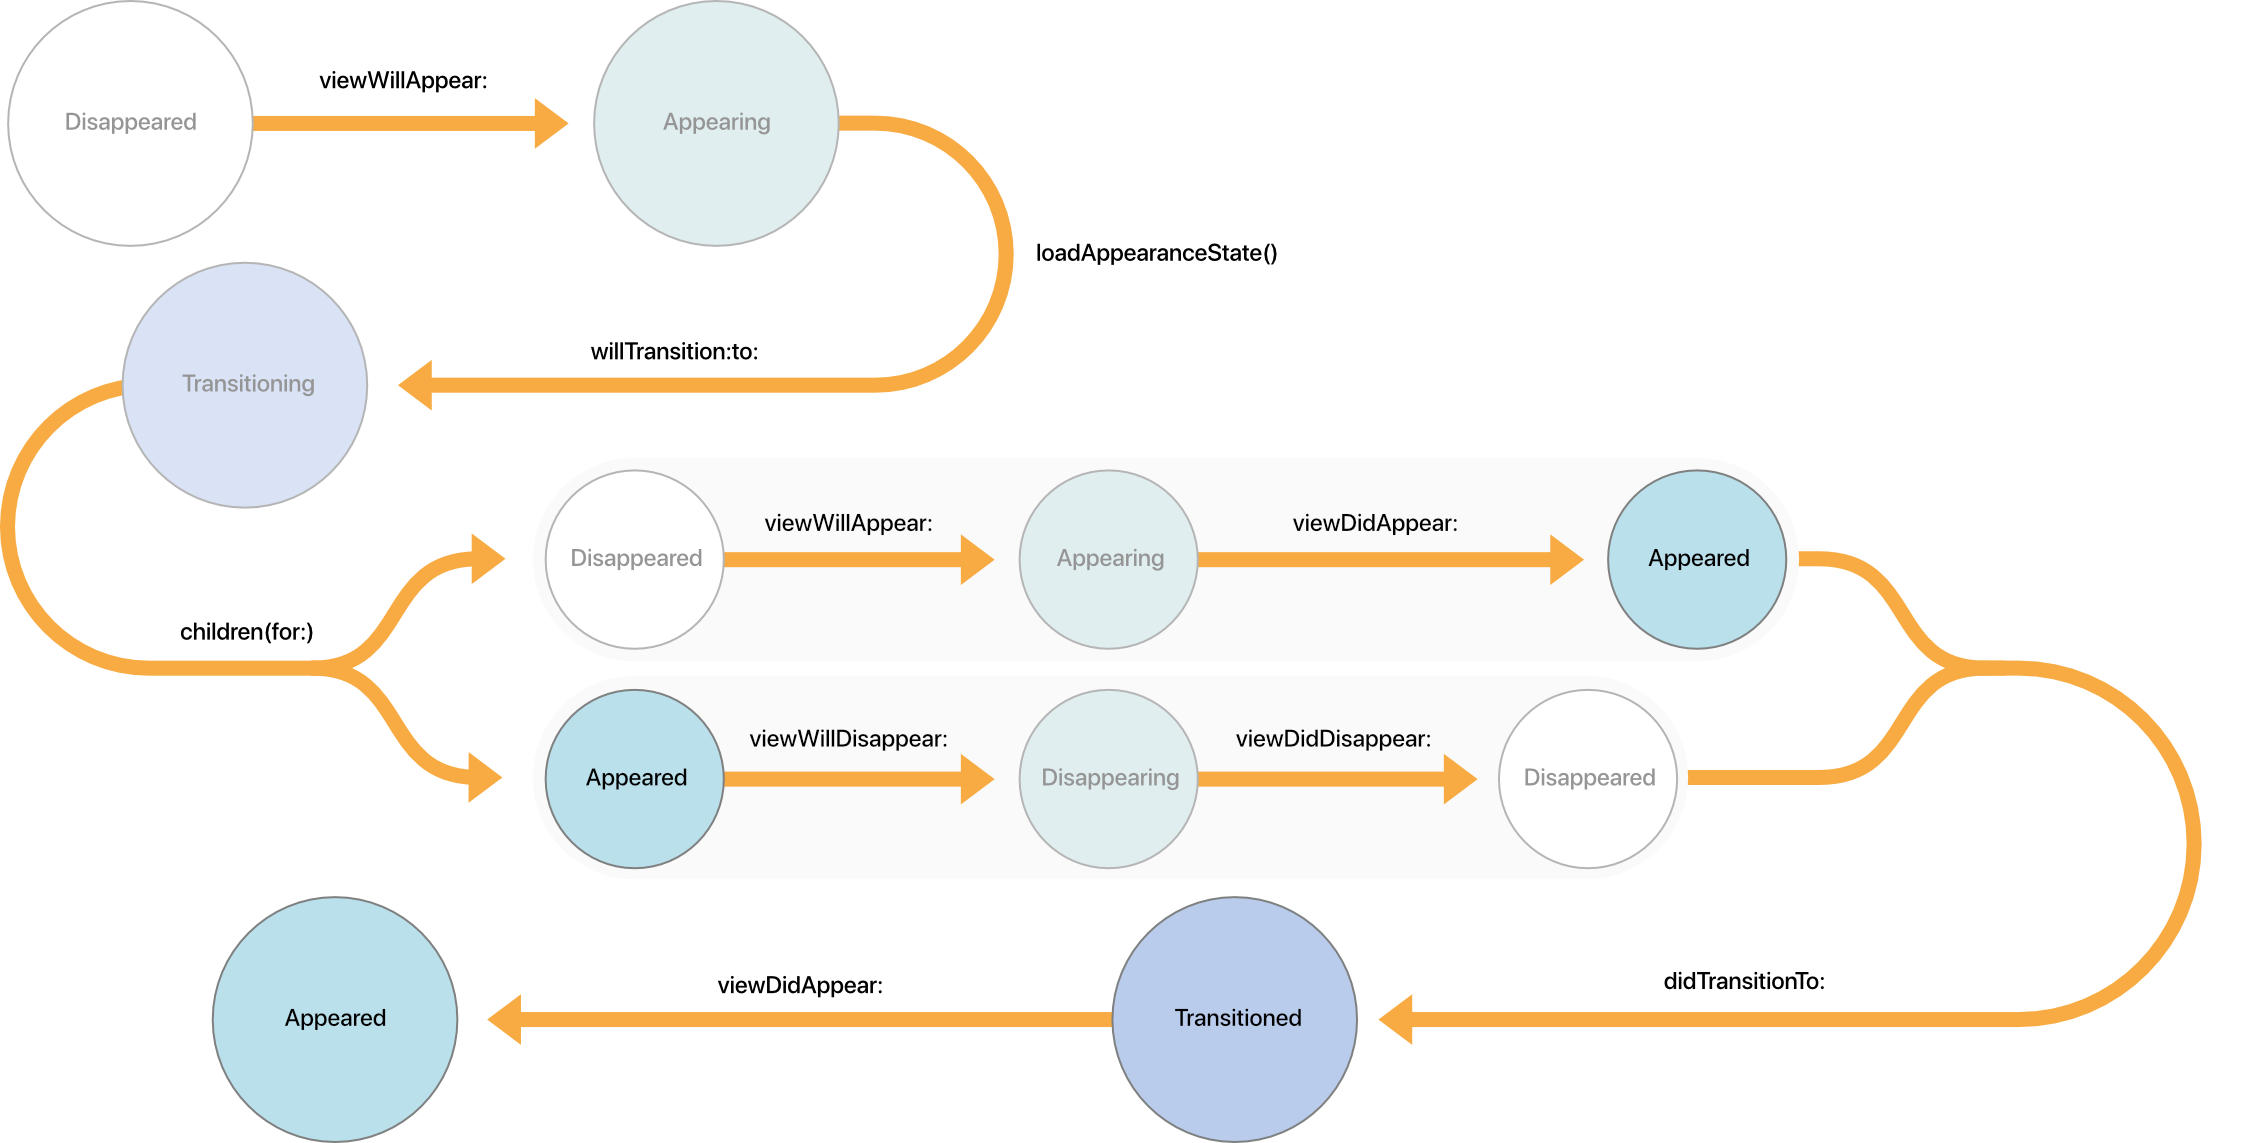 viewWillAppear:
Disappeared
Appearing
loadAppearanceState()
willTransition:to:
Transitioning
children(for:)
viewWillAppear:
viewDidAppear:
Disappeared
Appearing
Appeared
viewWillDisappear:
viewDidDisappear:
Appeared
Disappearing
Disappeared
didTransitionTo:
viewDidAppear:
Transitioned
Appeared